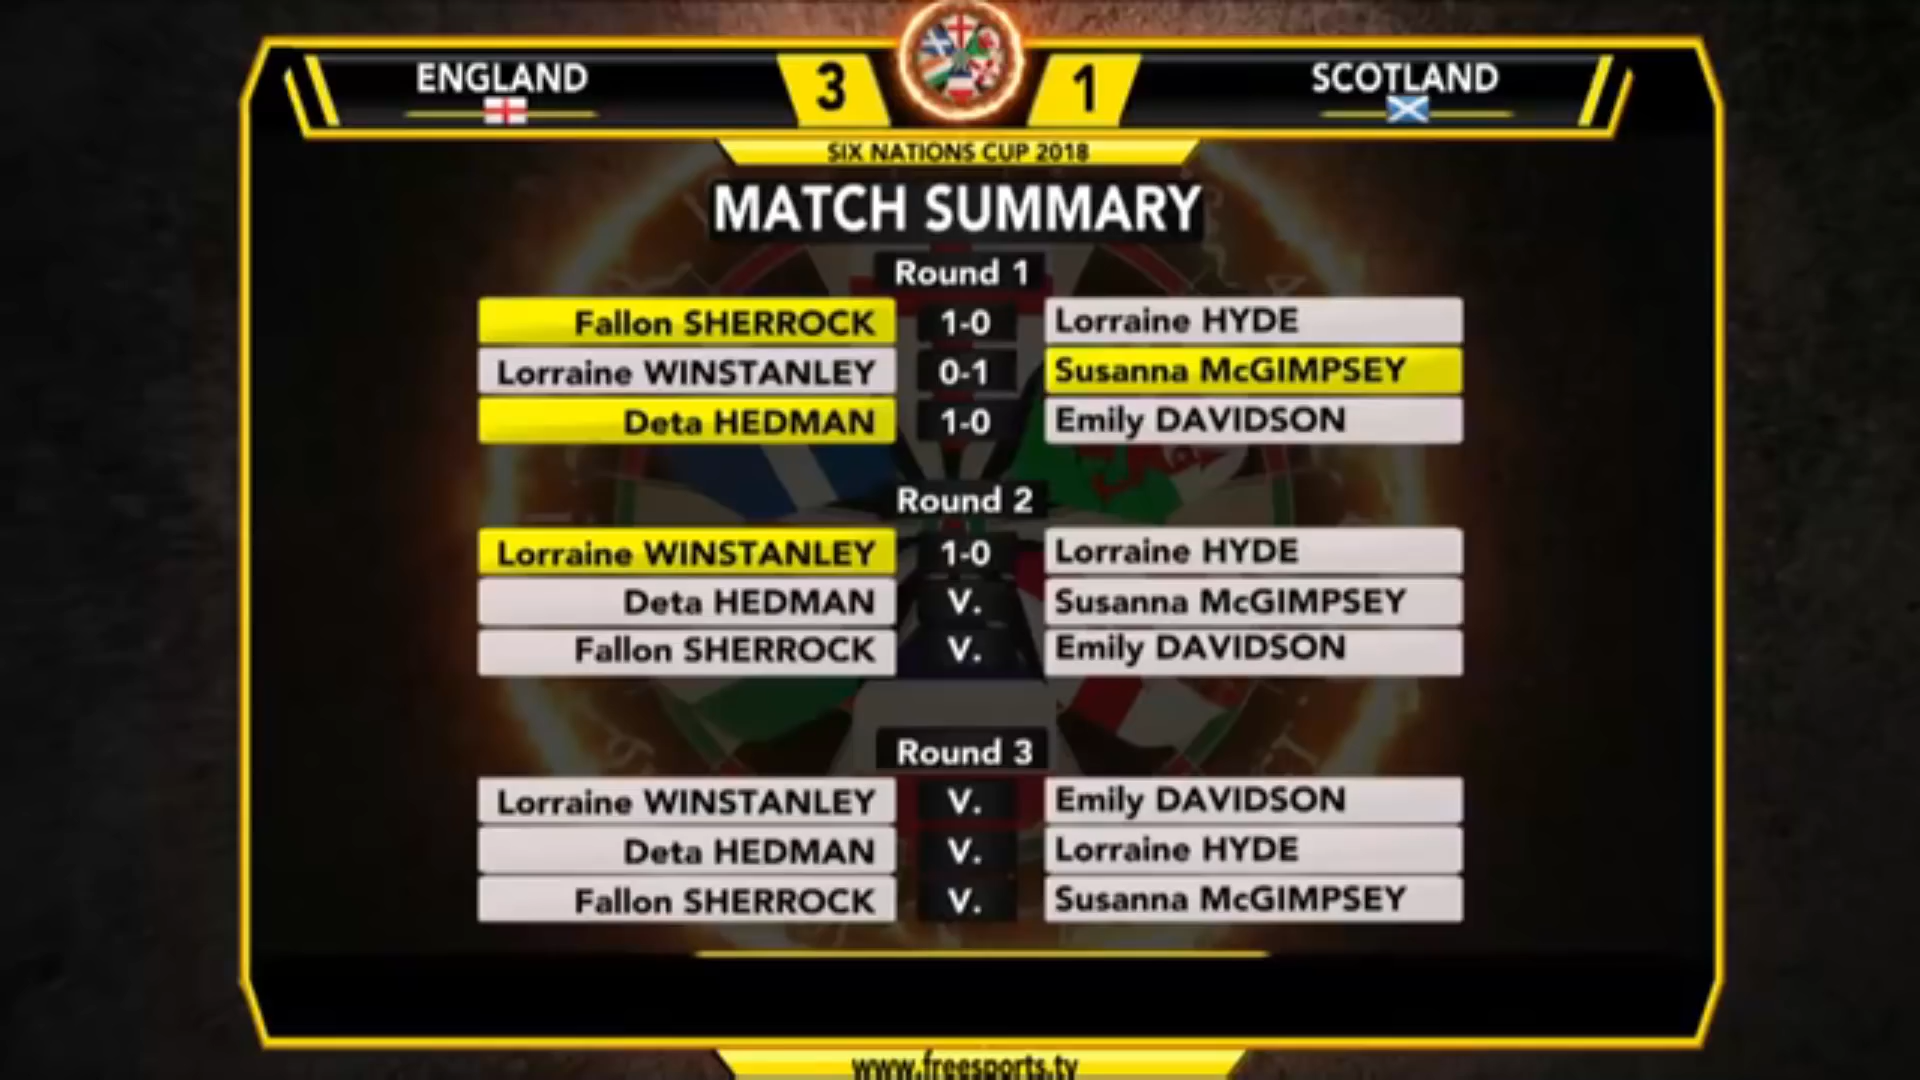 ENGLAND 3 1 SCOTLAND
SIX NATIONS CUP 2018
MATCH SUMMARY
Round 1
Fallon SHERROCK 1-0 Lorraine HYDE
Lorraine WINSTANLEY 0-1 Susanna McGIMPSEY
Deta HEDMAN 1-0 Emily DAVIDSON
Round 2
Lorraine WINSTANLEY 1-0 Lorraine HYDE
Deta HEDMAN V. Susanna McGIMPSEY
Fallon SHERROCK V. Emily DAVIDSON
Round 3
Lorraine WINSTANLEY V. Emily DAVIDSON
Deta HEDMAN V. Lorraine HYDE
Fallon SHERROCK V. Susanna McGIMPSEY
www.freesports.tv